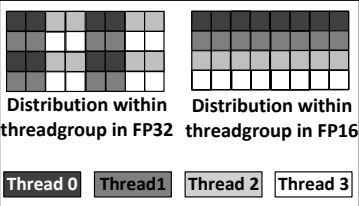 Distribution within
threadgroup in FP32
Distribution within
threadgroup in FP16
Thread 0
Thread1
Thread 2
Thread 3